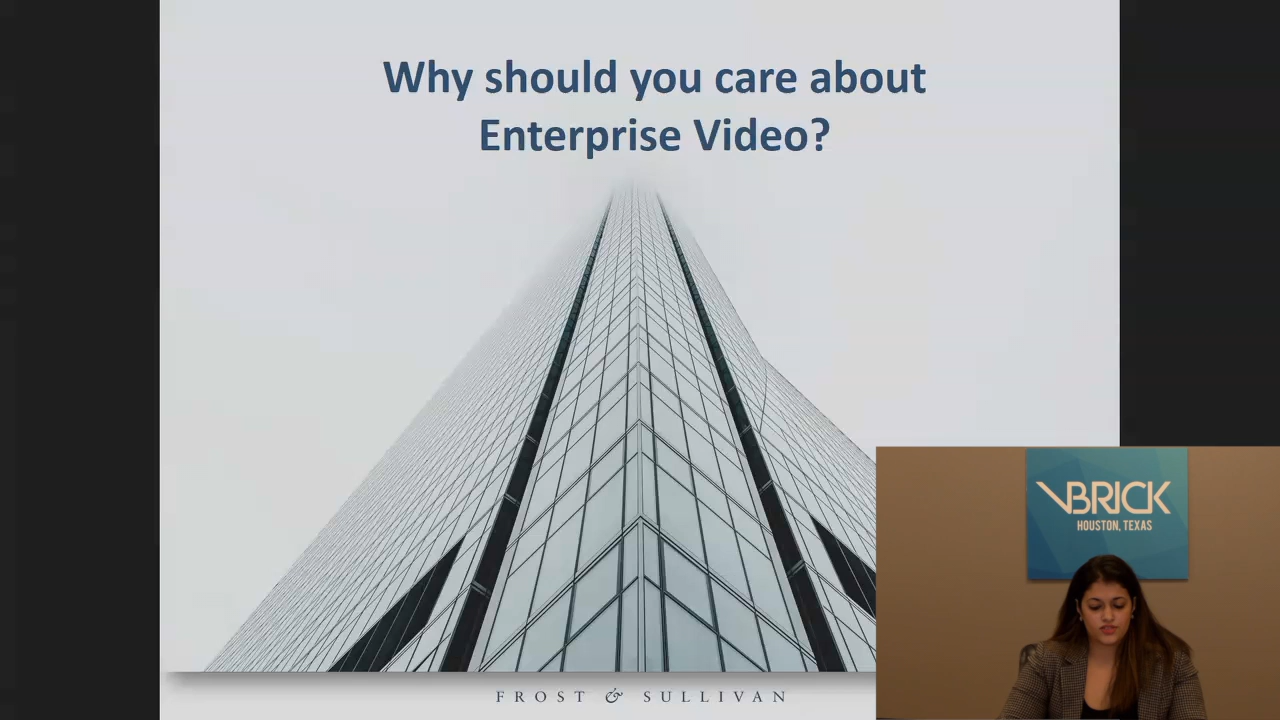 Why should you care about
Enterprise Video?
VBRICK
HOUSTON, TEXAS
FROST & SULLIVAN